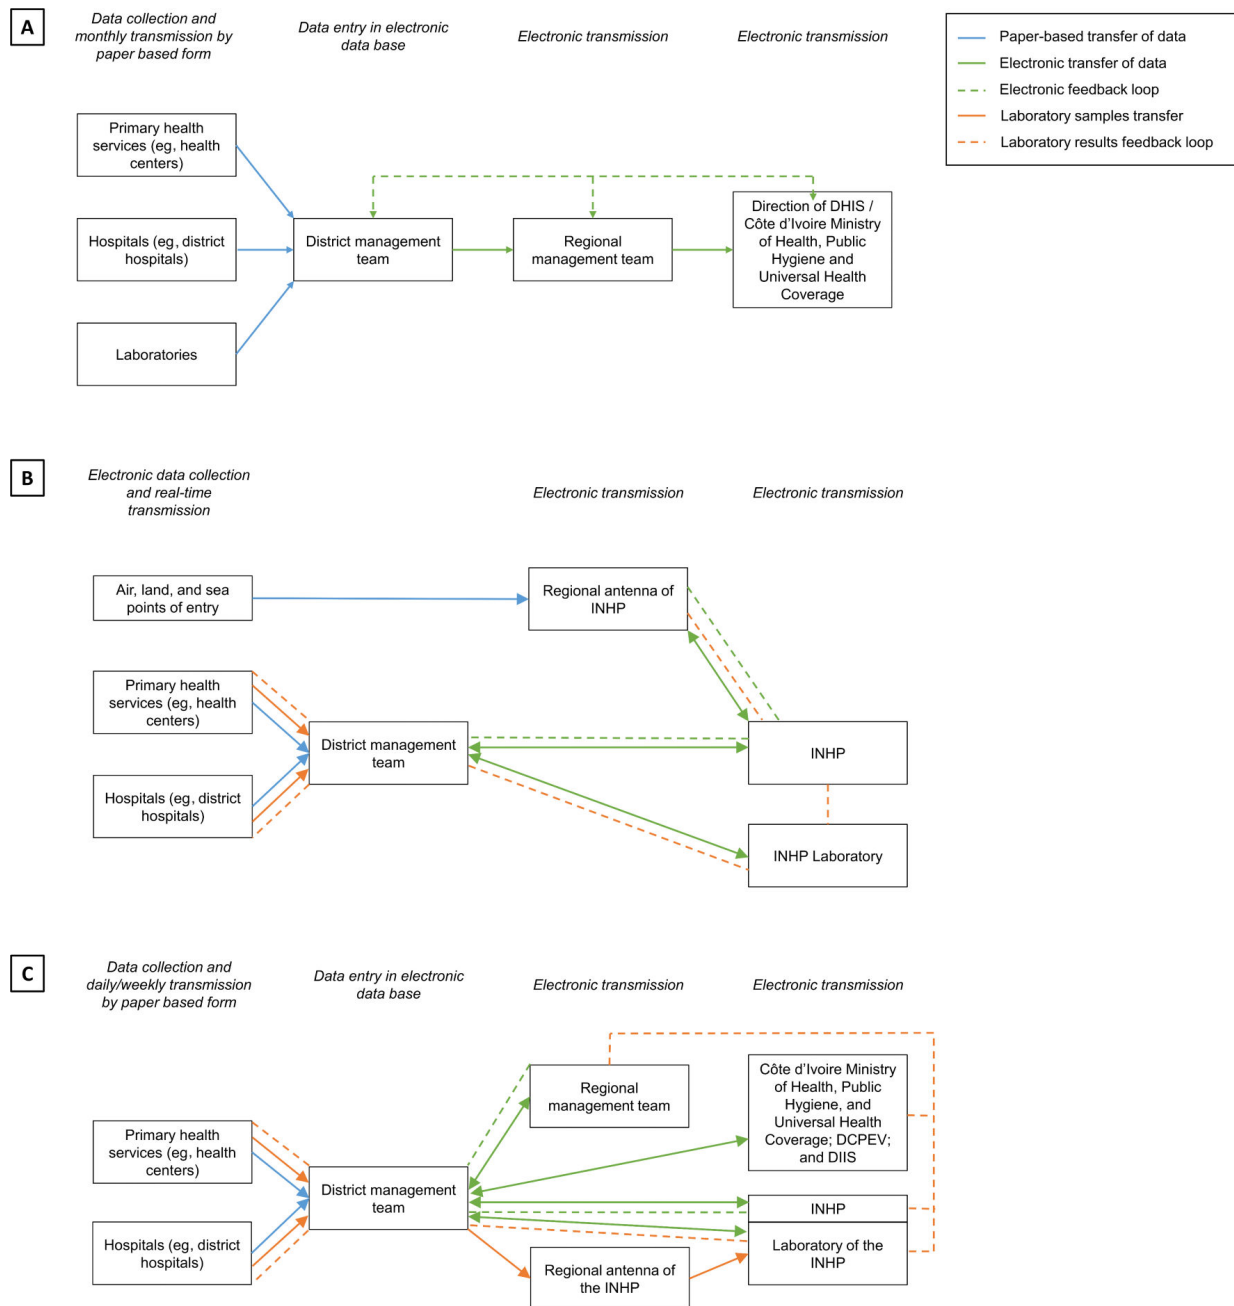 A
Data collection and
monthly transmission by
paper based form
Data entry in electronic
data base
Electronic transmission
Electronic transmission
Paper-based transfer of data
Electronic transfer of data
Electronic feedback loop
Laboratory samples transfer
Laboratory results feedback loop
Primary health
services (eg, health
centers)
Hospitals (eg, district
hospitals)
Laboratories
District management
team
Regional
management team
Direction of DHIS /
Côte d'Ivoire Ministry
of Health, Public
Hygiene and
Universal Health
Coverage
B
Electronic data collection
and real-time
transmission
Electronic transmission
Electronic transmission
Air, land, and sea
points of entry
Regional antenna of
INHP
Primary health
services (eg, health
centers)
Hospitals (eg, district
hospitals)
District management
team
INHP
INHP Laboratory
C
Data collection and
daily/weekly transmission
by paper based form
Data entry in electronic
data base
Electronic transmission
Electronic transmission
Primary health
services (eg, health
centers)
Hospitals (eg, district
hospitals)
District management
team
Regional
management team
Côte d'Ivoire Ministry
of Health, Public
Hygiene, and
Universal Health
Coverage; DCPEV;
and DIIS
INHP
Laboratory of the
INHP
Regional antenna of
the INHP